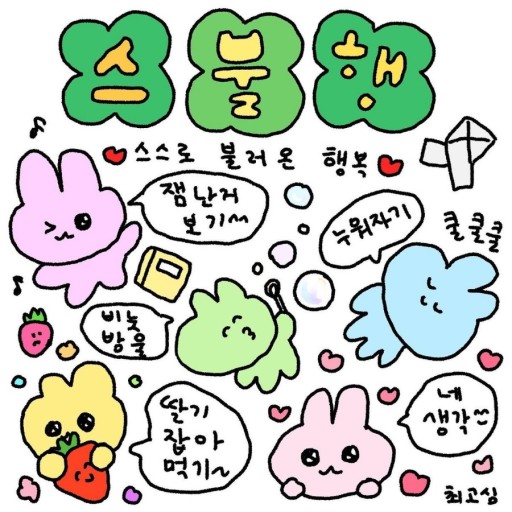 스불행
스스로 불러온 행복
잼난거
보기^^
누워자기
쿨쿨쿨
비눗
방울
딸기
잡아
먹기~
네
생각^^
최고심